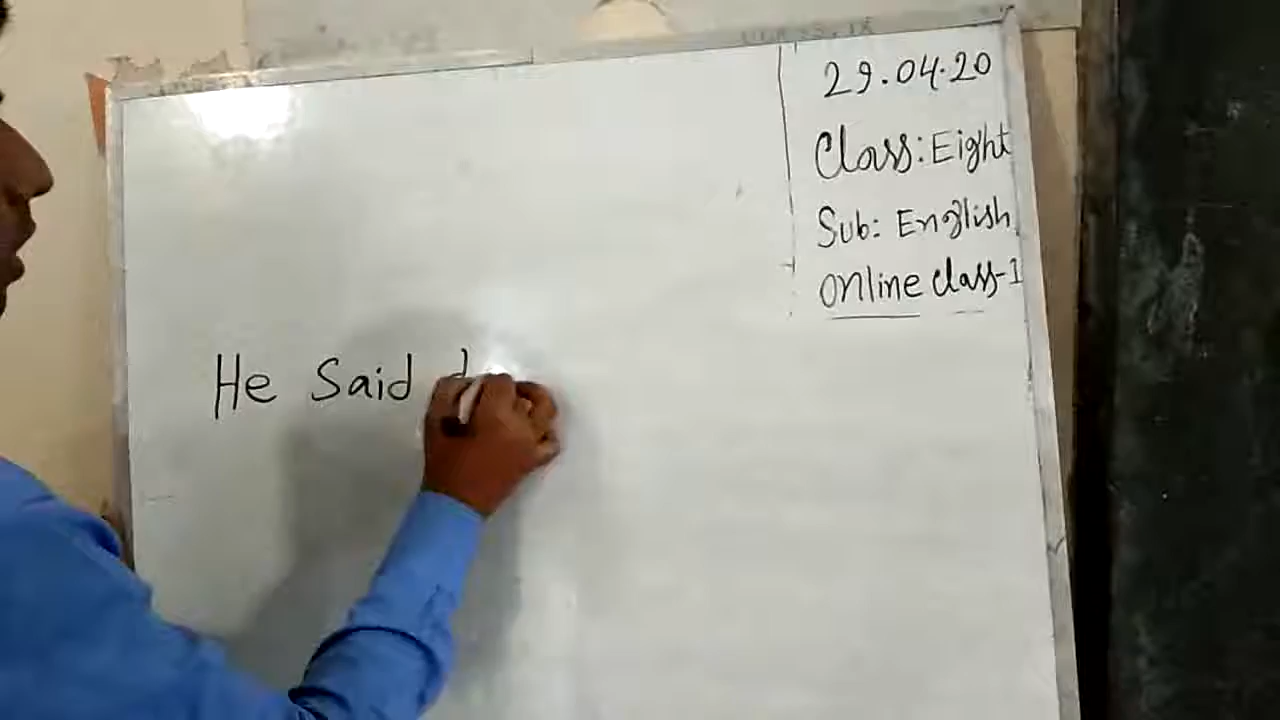 29.04.20
Class: Eight
Sub: English
Online class-1
He Said